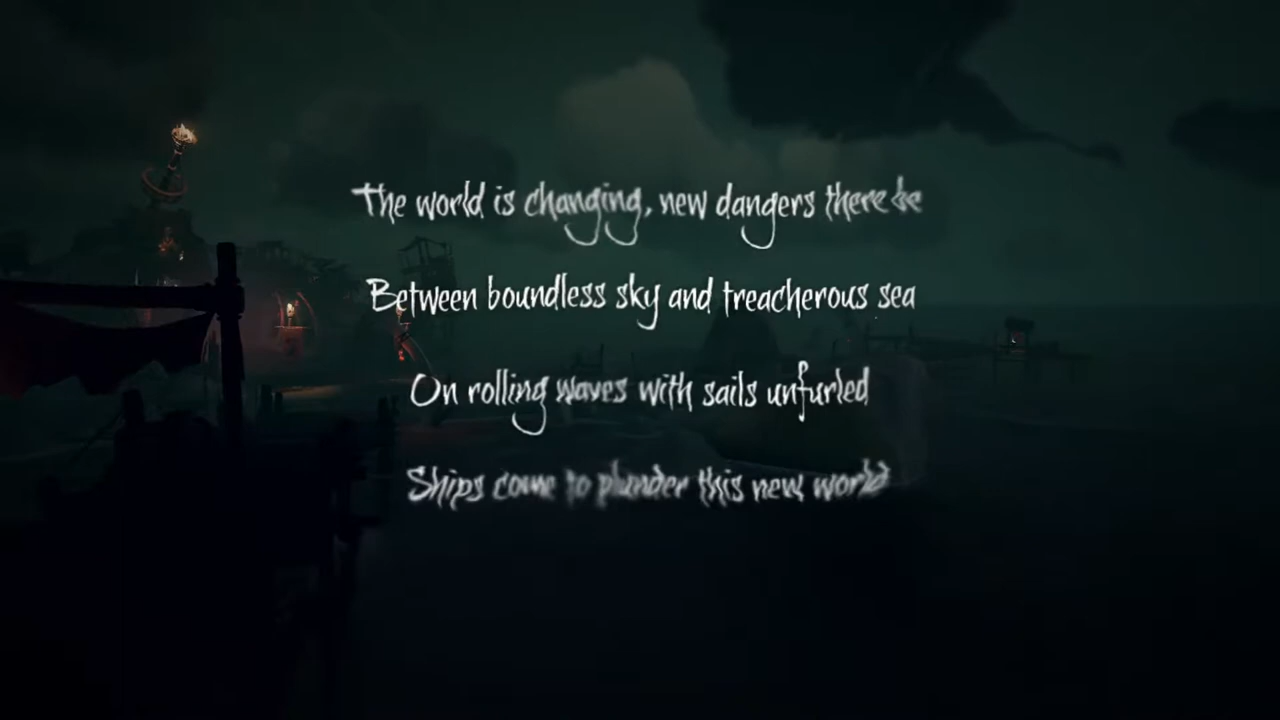 The world is changing, new dangers there be
Between boundless sky and treacherous sea
On rolling waves with sails unfurled
Ships come to plunder this new world